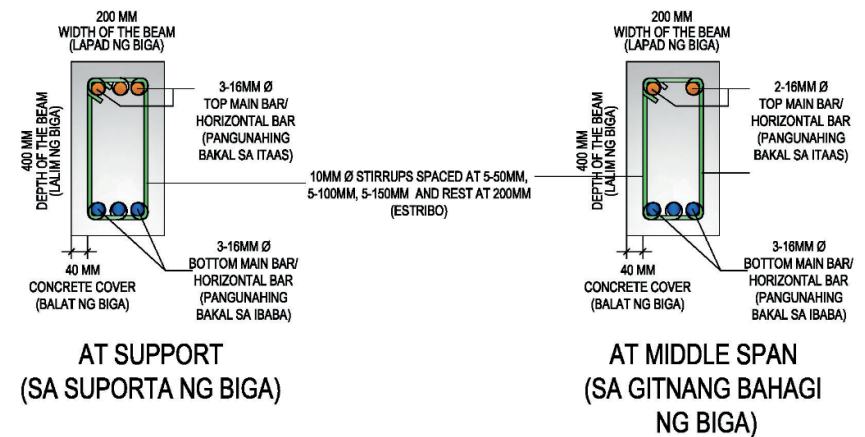 200 MM
WIDTH OF THE BEAM
(LAPAD NG BIGA)
400 MM
DEPTH OF THE BEAM
(LALIM NG BIGA)
3-16MM Ø
TOP MAIN BAR/
HORIZONTAL BAR
(PANGUNAHING
BAKAL SA ITAAS)
10MM Ø STIRRUPS SPACED AT 5-50MM,
5-100MM, 5-150MM AND REST AT 200MM
(ESTRIBO)
3-16MM Ø
BOTTOM MAIN BAR/
HORIZONTAL BAR
(PANGUNAHING
BAKAL SA IBABA)
40 MM
CONCRETE COVER
(BALAT NG BIGA)
AT SUPPORT
(SA SUPORTA NG BIGA)
200 MM
WIDTH OF THE BEAM
(LAPAD NG BIGA)
400 MM
DEPTH OF THE BEAM
(LALIM NG BIGA)
2-16MM Ø
TOP MAIN BAR/
HORIZONTAL BAR
(PANGUNAHING
BAKAL SA ITAAS)
3-16MM Ø
BOTTOM MAIN BAR/
HORIZONTAL BAR
(PANGUNAHING
BAKAL SA IBABA)
40 MM
CONCRETE COVER
(BALAT NG BIGA)
AT MIDDLE SPAN
(SA GITNANG BAHAGI
NG BIGA)